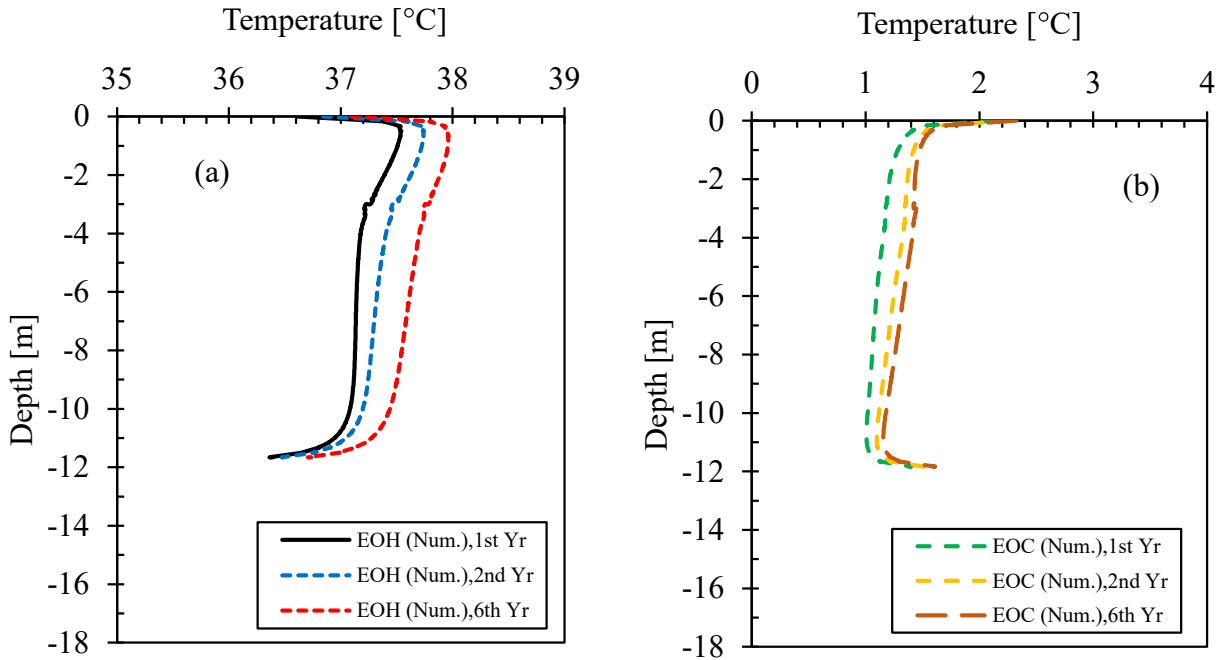 Temperature [°C]
35 36 37 38 39
0
-2
-4
-6
-8
-10
-12
-14
-16
-18
Depth [m]
(a)
EOH (Num.),1st Yr
EOH (Num.),2nd Yr
EOH (Num.),6th Yr
Temperature [°C]
0 1 2 3 4
0
-2
-4
-6
-8
-10
-12
-14
-16
-18
Depth [m]
(b)
EOC (Num.),1st Yr
EOC (Num.),2nd Yr
EOC (Num.),6th Yr